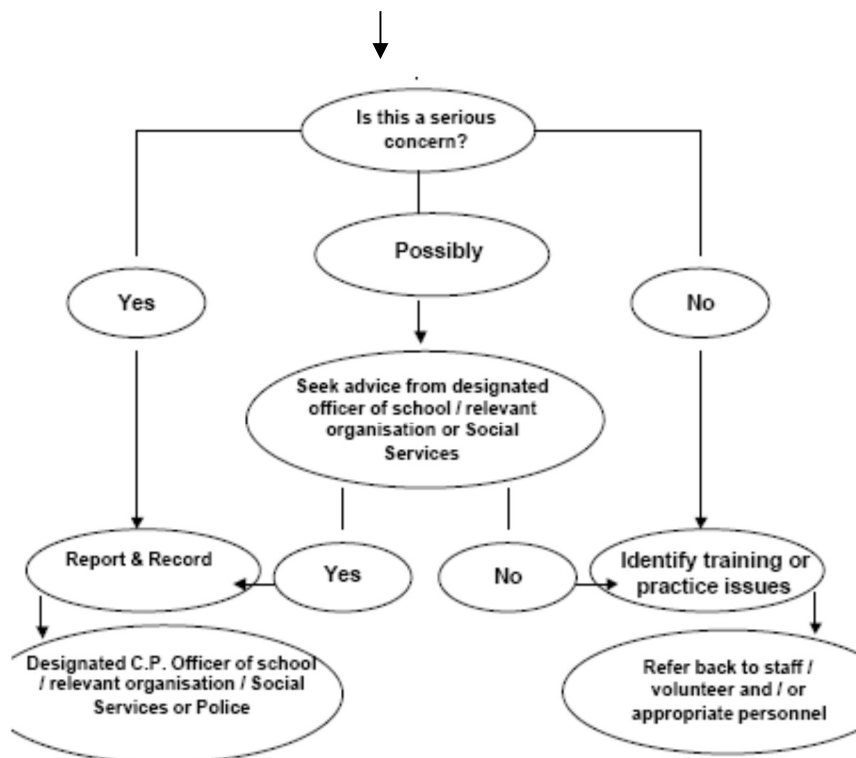 Is this a serious
concern?
Possibly
Yes
No
Seek advice from designated
officer of school / relevant
organisation or Social
Services
Report & Record
Yes
No
Identify training or
practice issues
Designated C.P. Officer of school
/ relevant organisation / Social
Services or Police
Refer back to staff /
volunteer and / or
appropriate personnel